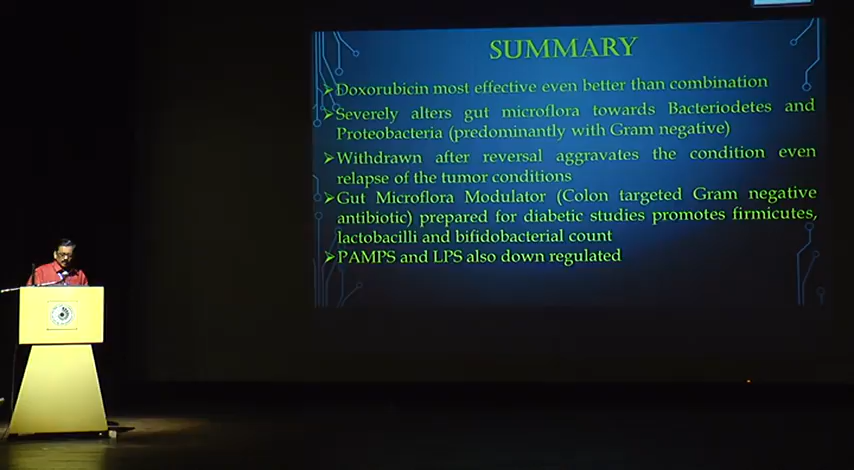 SUMMARY
➢Doxorubicin most effective even better than combination
➢Severely alters gut microflora towards Bacteriodetes and
Proteobacteria (predominantly with Gram negative)
➢Withdrawn after reversal aggravates the condition even
relapse of the tumor conditions
➢Gut Microflora Modulator (Colon targeted Gram negative
antibiotic) prepared for diabetic studies promotes firmicutes,
lactobacilli and bifidobacterial count
➢PAMPS and LPS also down regulated